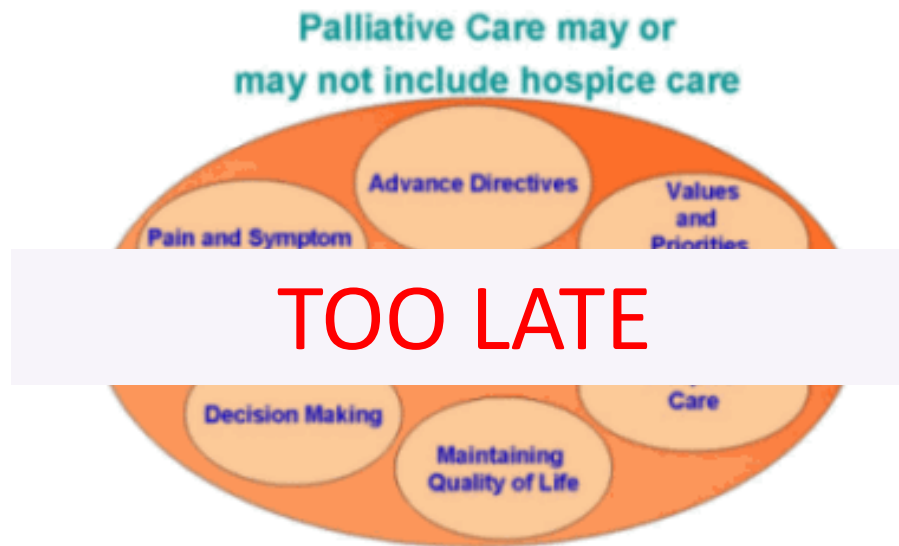 Palliative Care may or
may not include hospice care
Advance Directives
Values
and
Priorities
Pain and Symptom
TOO LATE
Care
Decision Making
Maintaining
Quality of Life